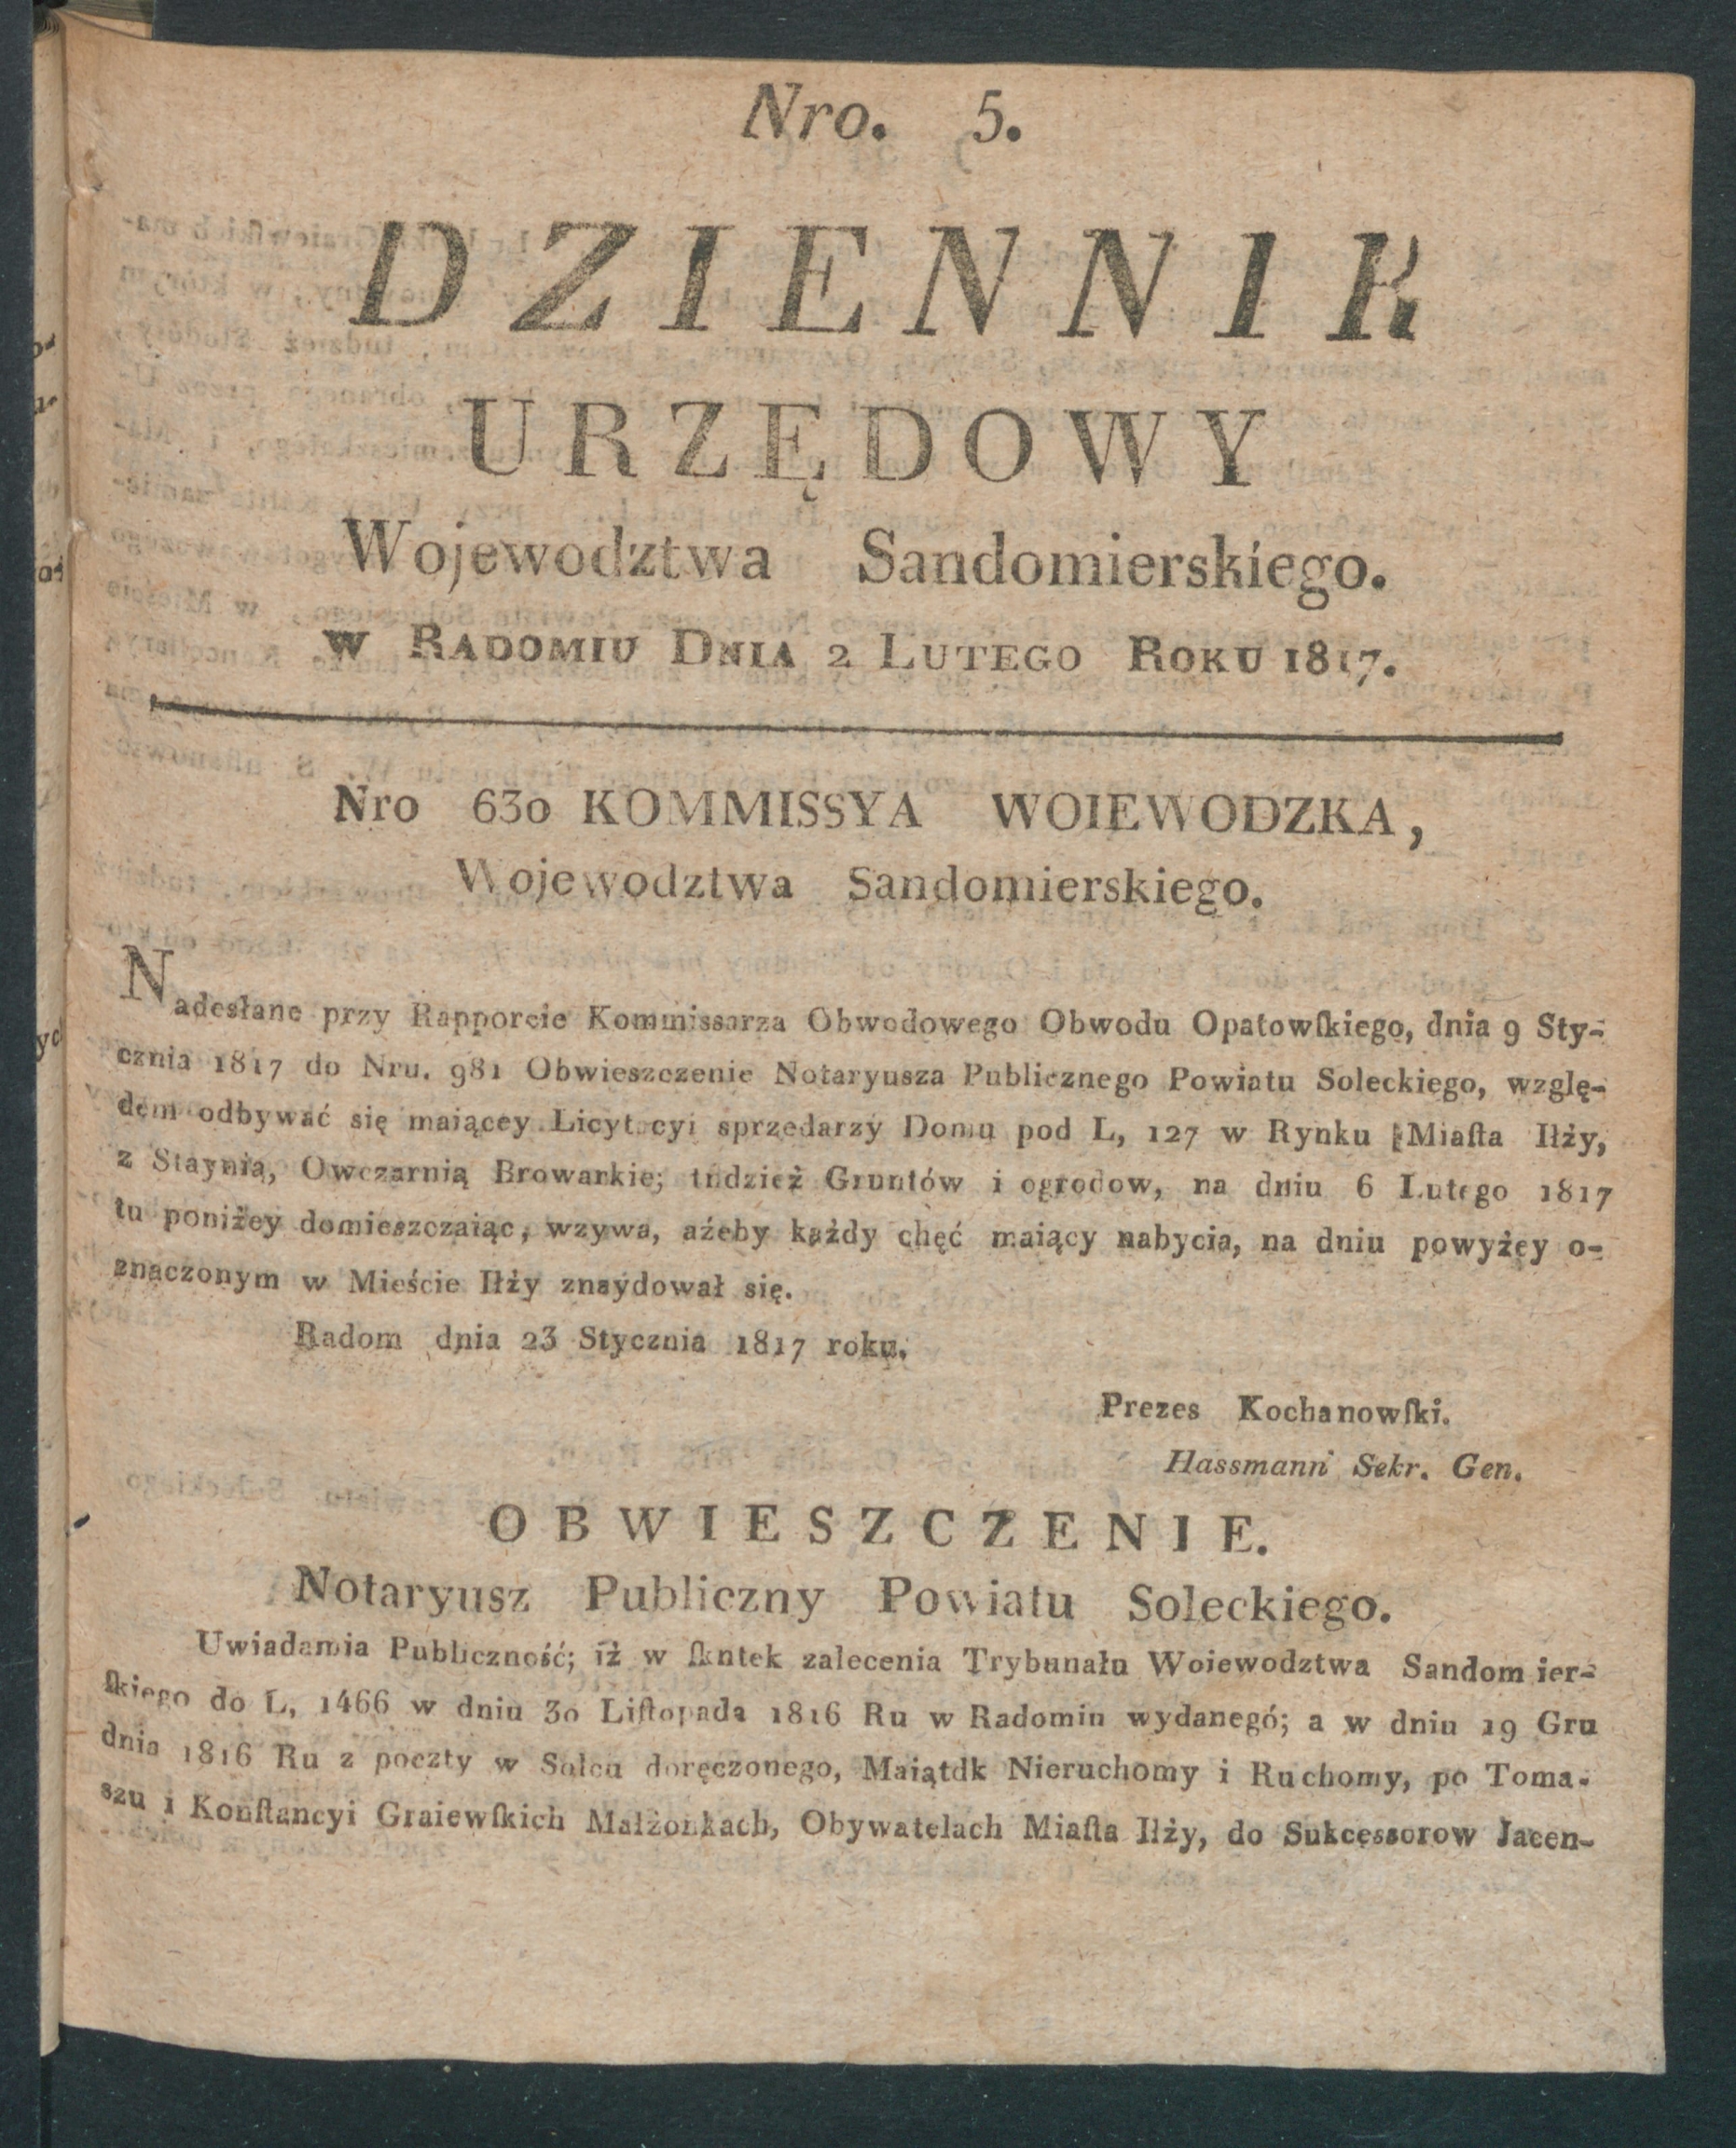 Nro. 5.
DZIENNIK
URZĘDOWY
Wojewodztwa Sandomierskiego.
W RADOMIU DNIA 2 LUTEGO ROKU 1817.
Nro 630 KOMMISSYA WOIEWODZKA,
Wojewodztwa Sandomierskiego.
Nadesłane przy Rapporcie Kommissarza Obwodowego Obwodu Opatowſkiego, dnia 9 Sty-
cznia 1817 do Nru. 981 Obwieszczenie Notaryusza Publicznego Powiatu Soleckiego, wzglę-
dem odbywać się maiącey Licytacyi sprzedarzy Domu pod L, 127 w Rynku Miaſta Iłży,
z Staynią, Owczarnią Browarkie; tudzież Gruntów i ogrodow, na dniu 6 Lutego 1817
tu poniżey domieszczaiąc, wzywa, ażeby każdy chęć maiący nabycia, na dniu powyżey o-
znaczonym w Mieście Iłży znaydował się.
Radom dnia 23 Stycznia 1817 roku.
Prezes Kochanowſki.
Hassmann Sekr. Gen.
OBWIESZCZENIE.
Notaryusz Publiczny Powiatu Soleckiego.
Uwiadamia Publiczność; iż w ſkntek zalecenia Trybunału Woiewodztwa Sandomier-
ſkiego do L, 1466 w dniu 30 Liſtopada 1816 Ru w Radomin wydanegó; a w dniu 19 Gru
dnia 1816 Ru z poczty w Solcu doręczonego, Maiątdk Nieruchomy i Ruchomy, po Toma-
szu i Konſtancyi Graiewſkich Małżonkach, Obywatelach Miaſta Iłży, do Sukcessorow Jacen-